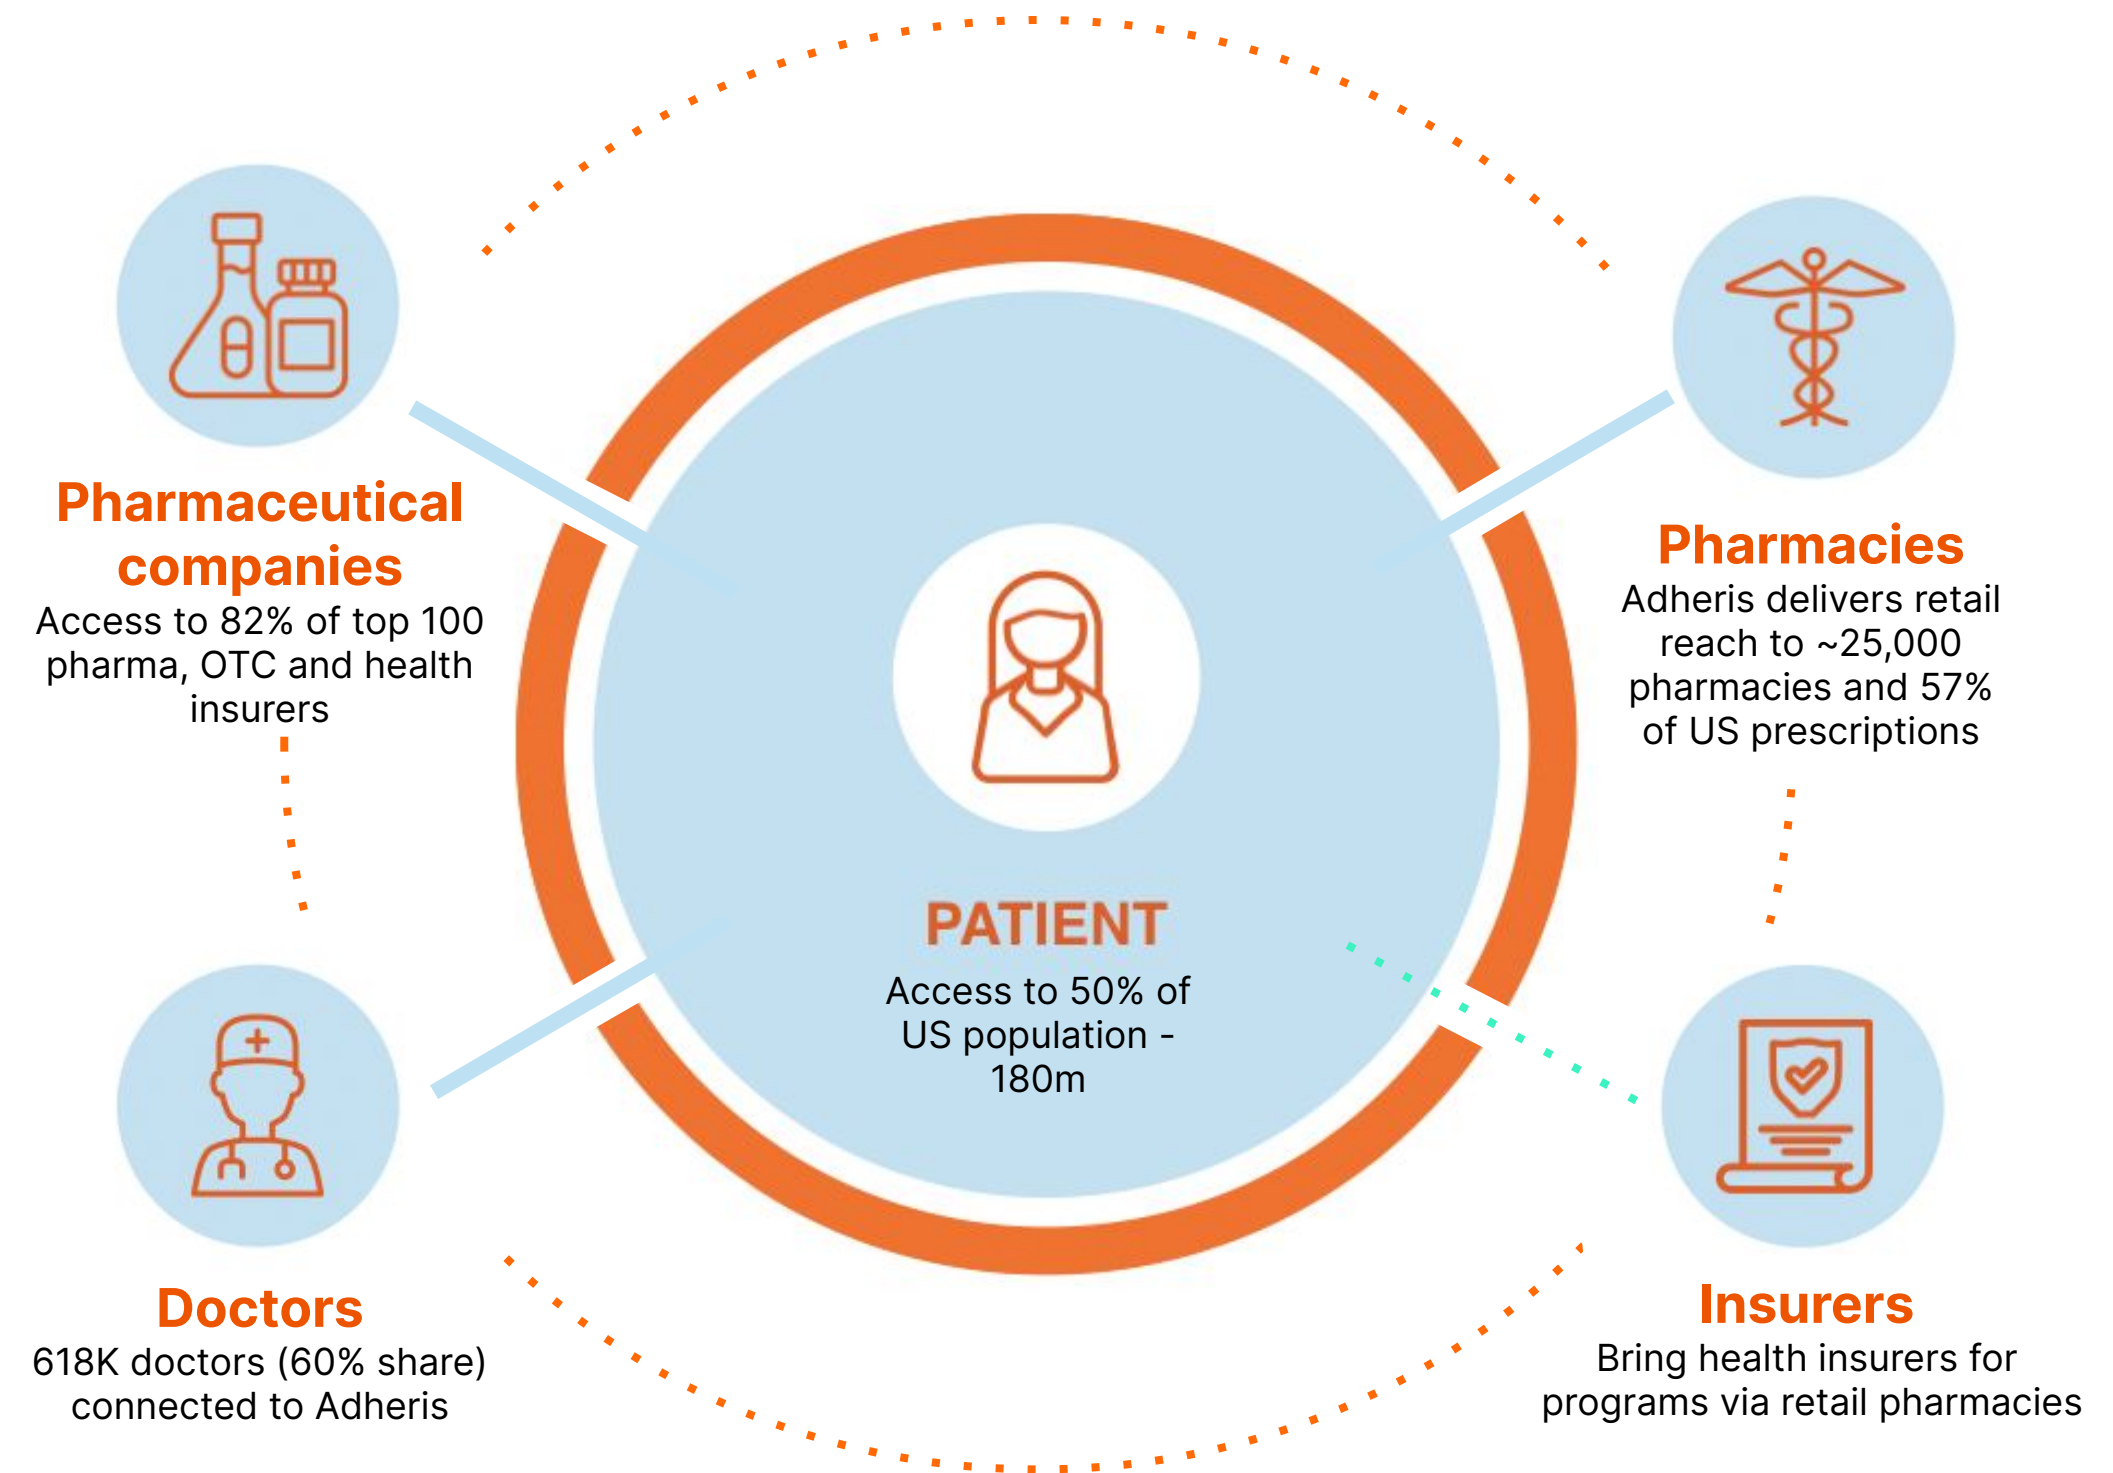 Pharmaceutical
companies
Access to 82% of top 100
pharma, OTC and health
insurers
Pharmacies
Adheris delivers retail
reach to ~25,000
pharmacies and 57%
of US prescriptions
PATIENT
Access to 50% of
US population -
180m
Doctors
618K doctors (60% share)
connected to Adheris
Insurers
Bring health insurers for
programs via retail pharmacies